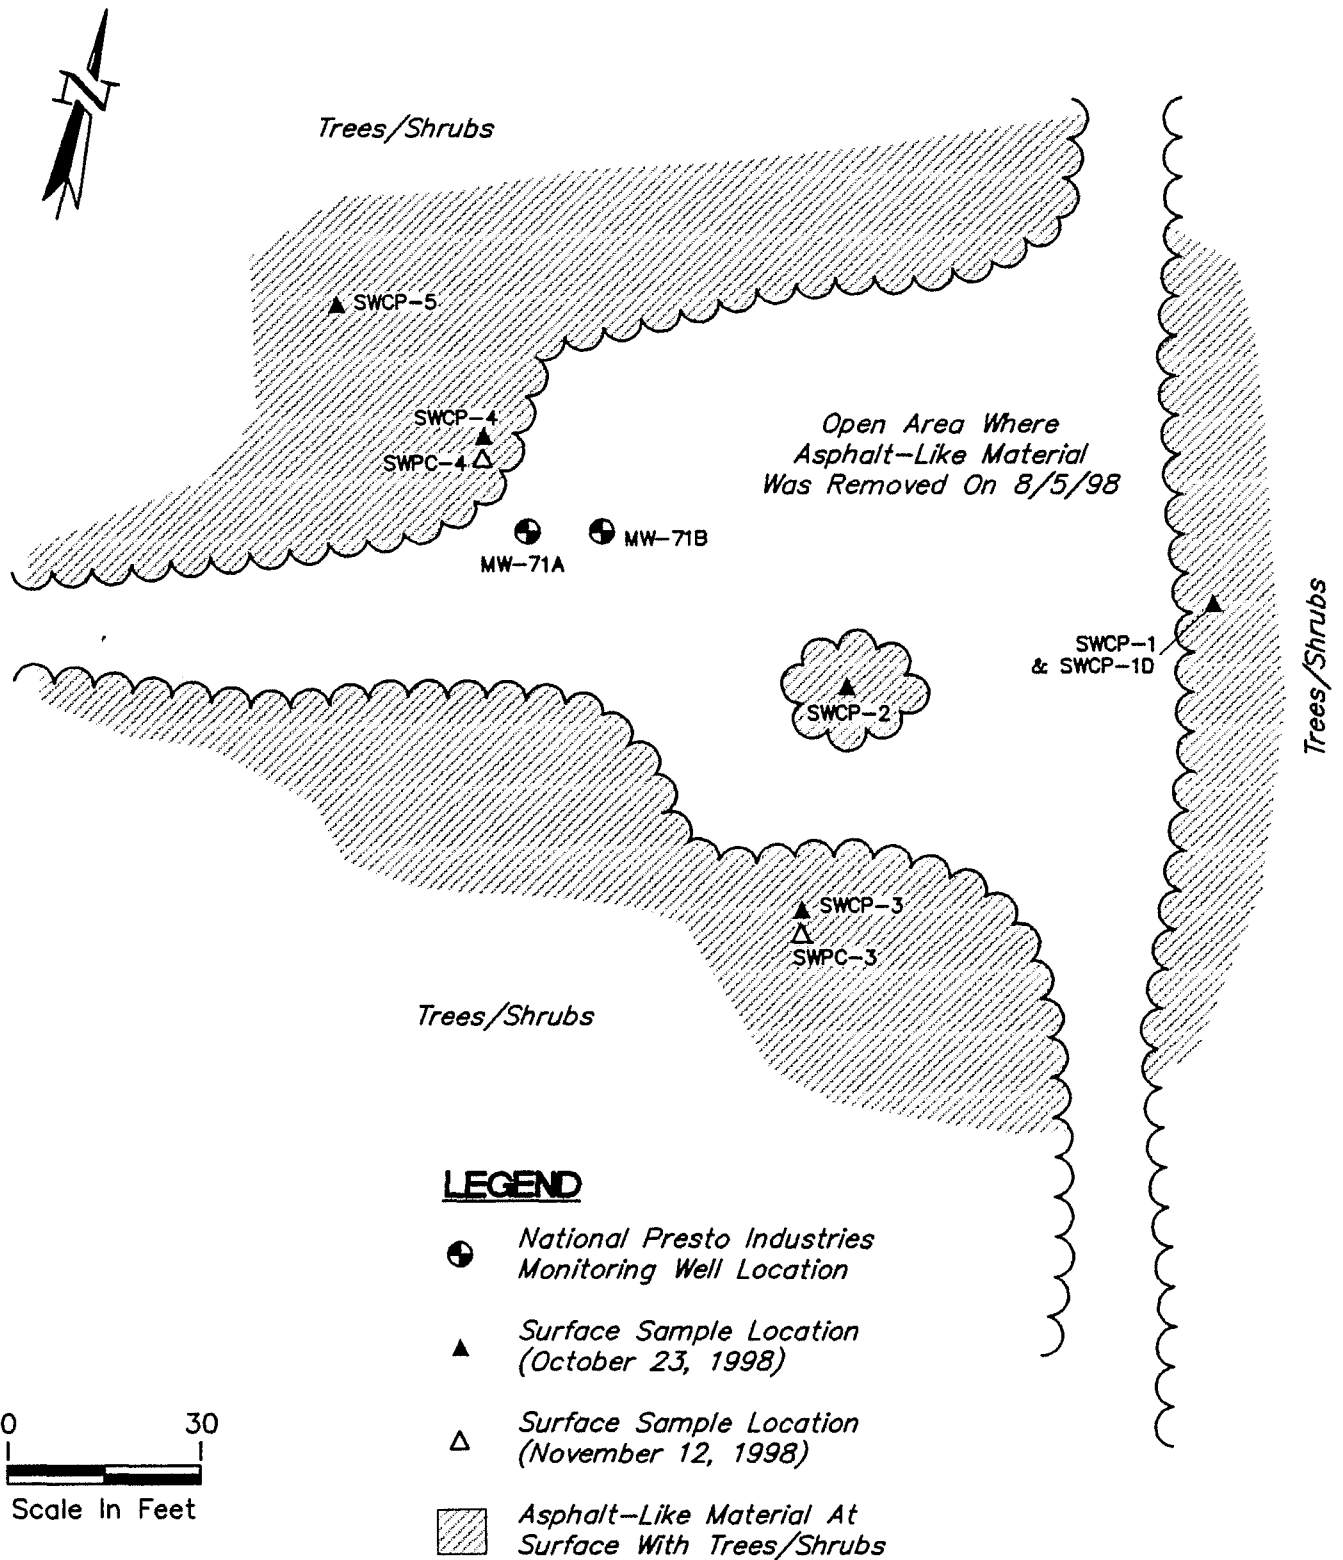 N
Trees/Shrubs
SWCP-5
SWCP-4
SWPC-4
Open Area Where
Asphalt-Like Material
Was Removed On 8/5/98
MW-71A
MW-71B
SWCP-1
& SWCP-1D
Trees/Shrubs
SWCP-2
SWCP-3
SWPC-3
Trees/Shrubs
LEGEND
National Presto Industries
Monitoring Well Location
Surface Sample Location
(October 23, 1998)
Surface Sample Location
(November 12, 1998)
Asphalt-Like Material At
Surface With Trees/Shrubs
0 30
Scale In Feet